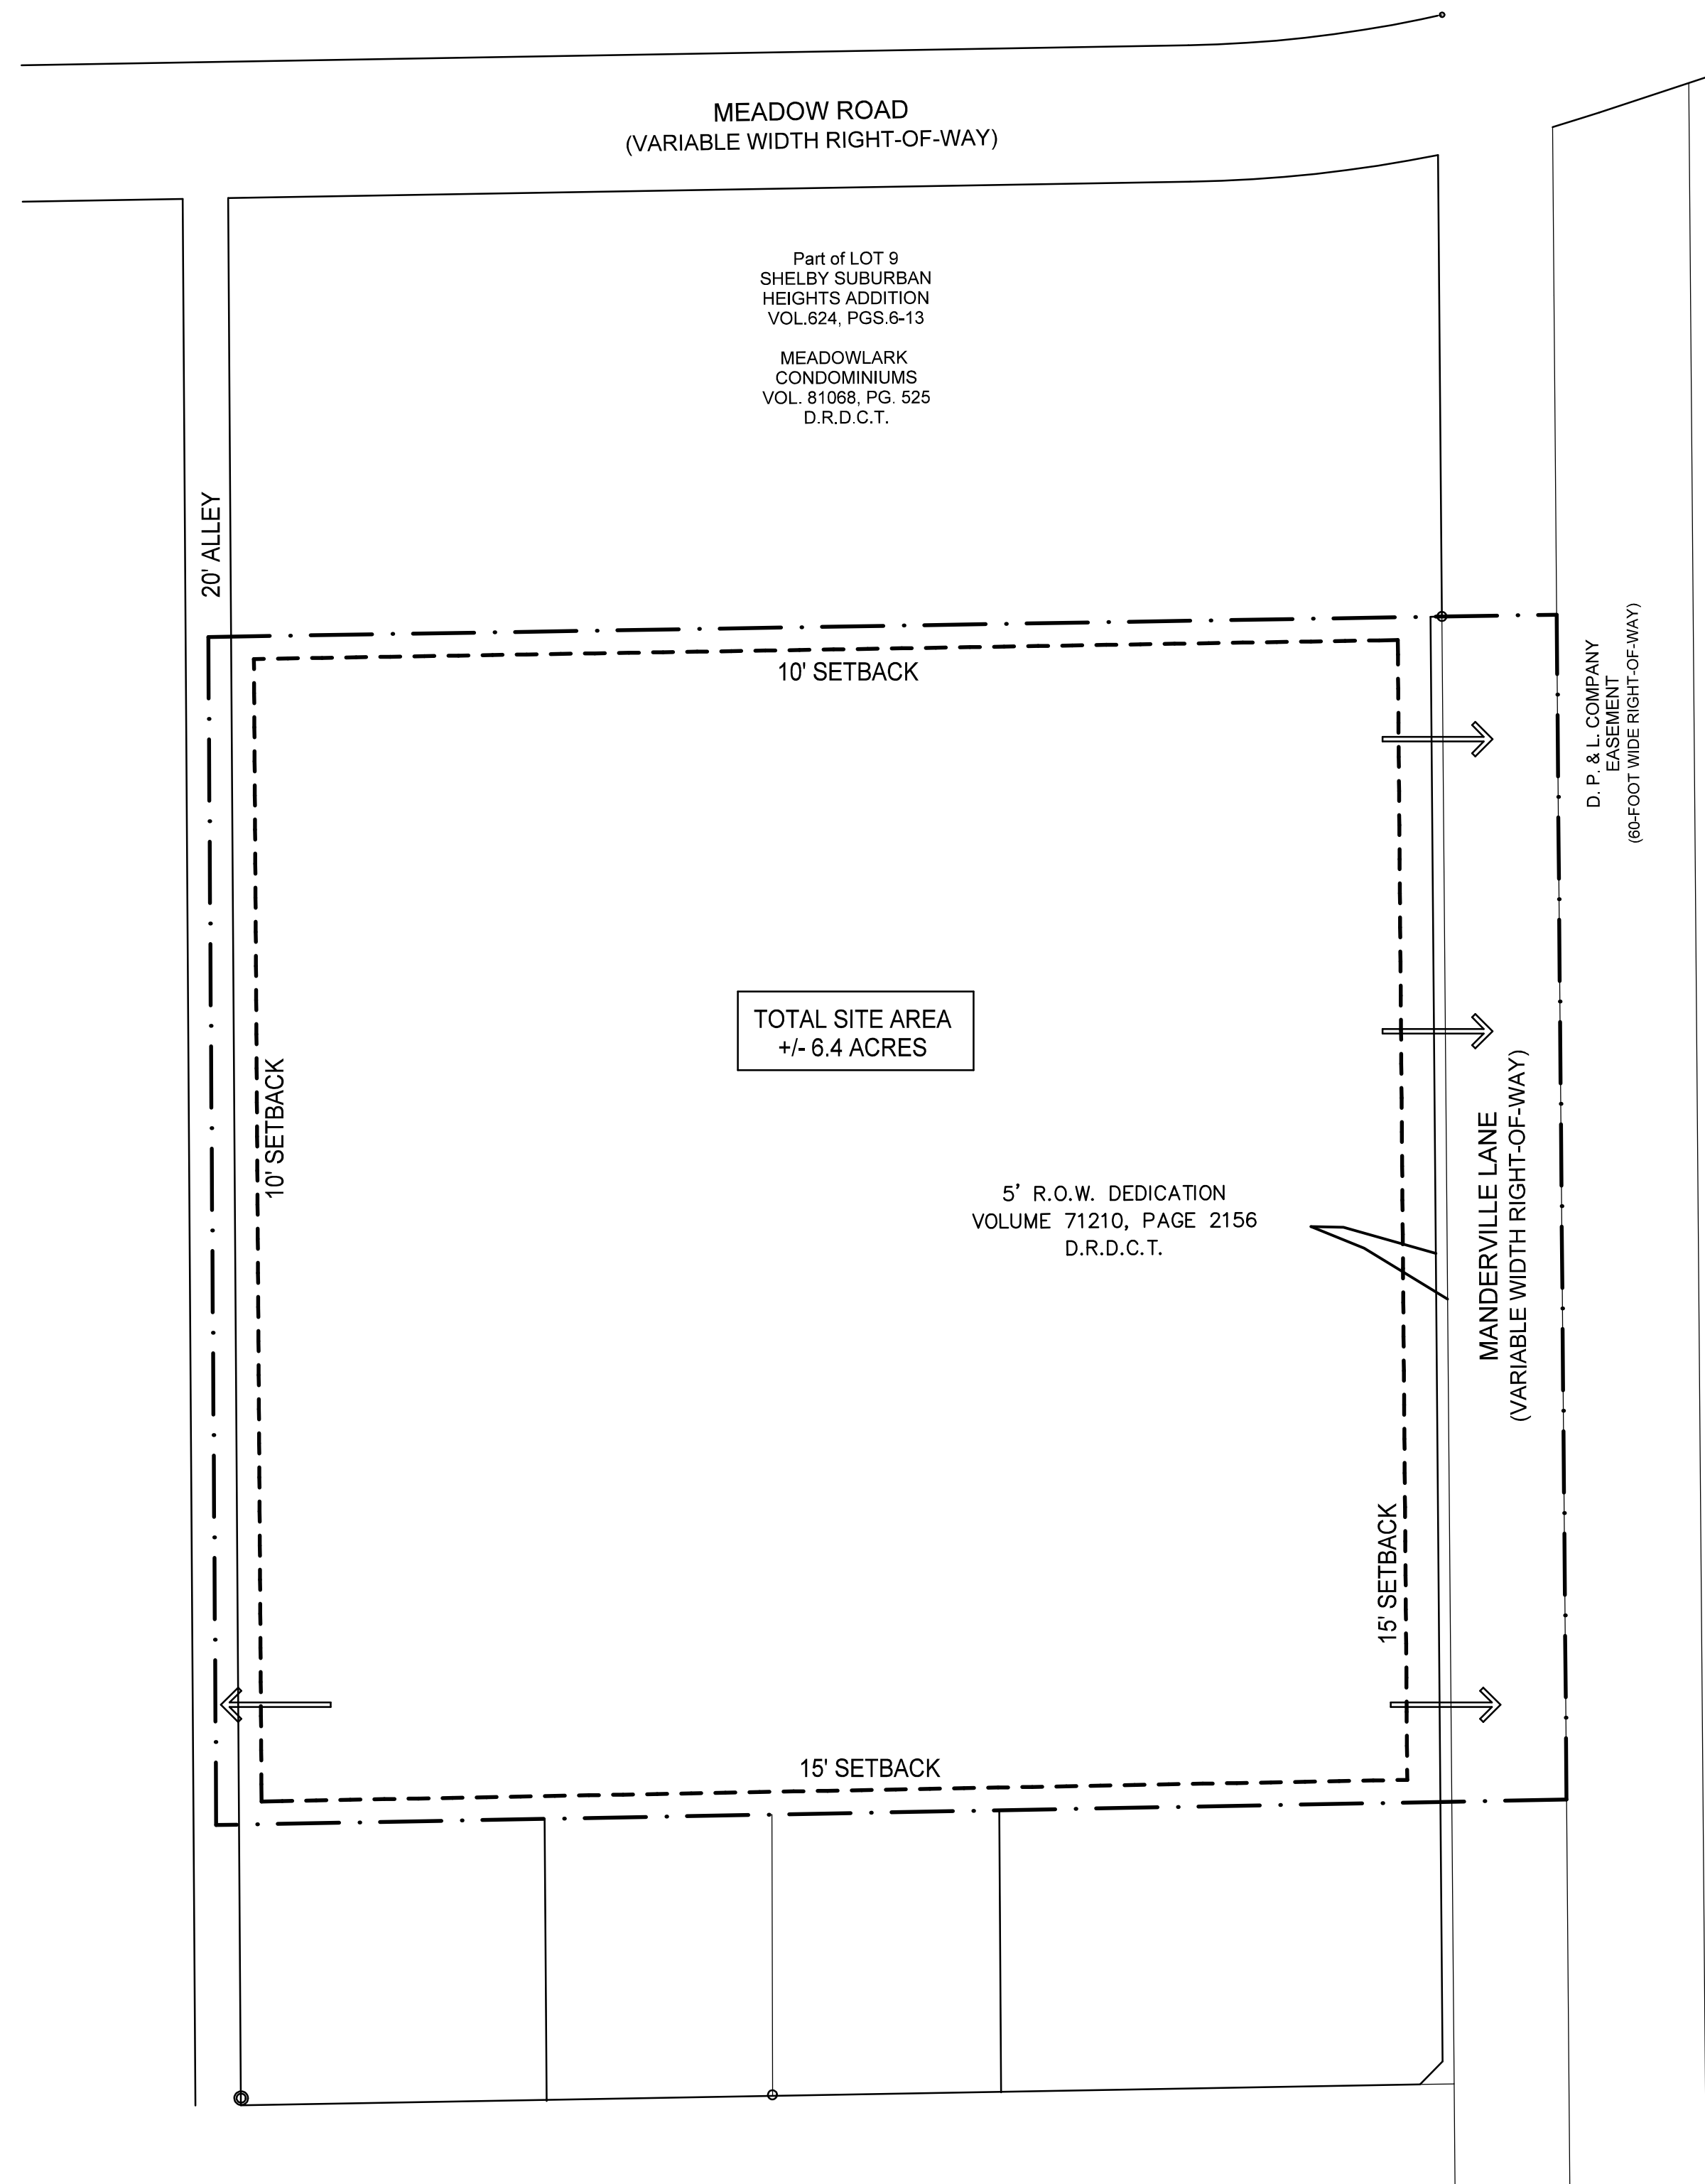 MEADOW ROAD
(VARIABLE WIDTH RIGHT-OF-WAY)
Part of LOT 9
SHELBY SUBURBAN
HEIGHTS ADDITION
VOL.624, PGS.6-13
MEADOWLARK
CONDOMINIUMS
VOL. 81068, PG. 525
D.R.D.C.T.
20' ALLEY
10' SETBACK
D. P. & L. COMPANY
EASEMENT
(60-FOOT WIDE RIGHT-OF-WAY)
TOTAL SITE AREA
+/- 6.4 ACRES
10' SETBACK
5' R.O.W. DEDICATION
VOLUME 71210, PAGE 2156
D.R.D.C.T.
MANDERVILLE LANE
(VARIABLE WIDTH RIGHT-OF-WAY)
15' SETBACK
15' SETBACK